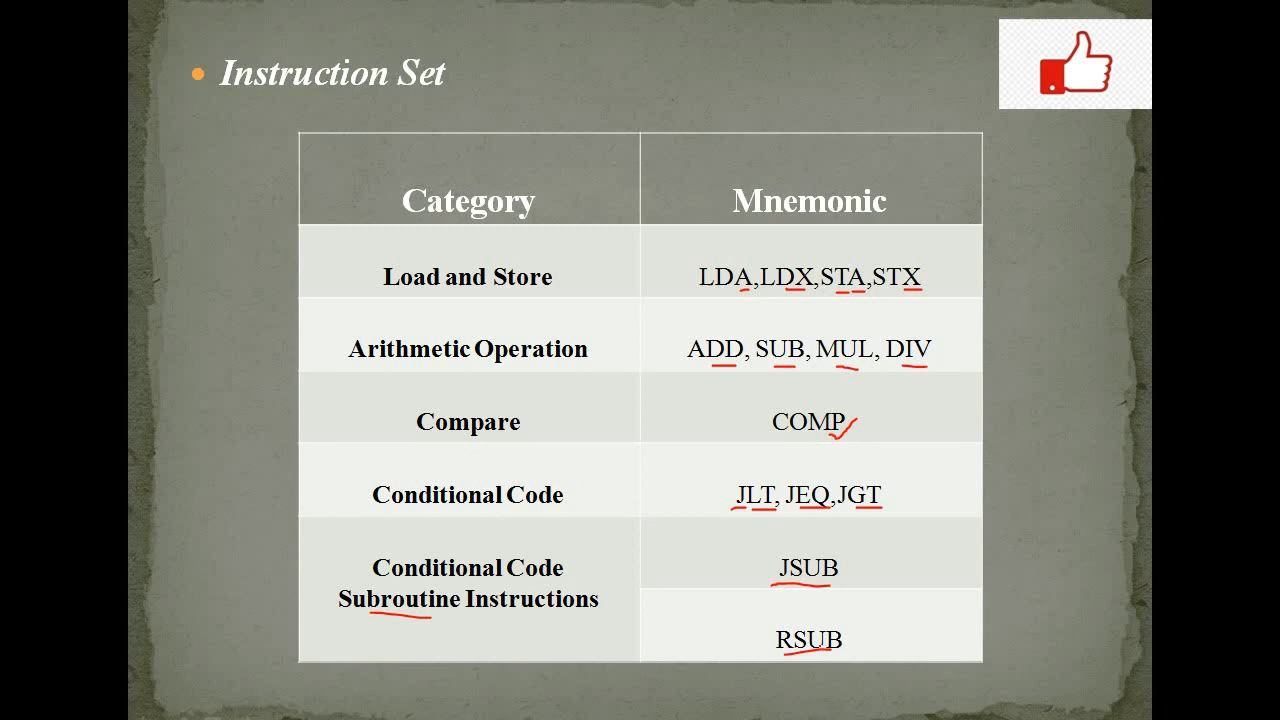 Instruction Set
Category Mnemonic
Load and Store LDA,LDX,STA,STX
Arithmetic Operation ADD, SUB, MUL, DIV
Compare COMP
Conditional Code JLT, JEQ,JGT
Conditional Code
Subroutine Instructions
JSUB
RSUB